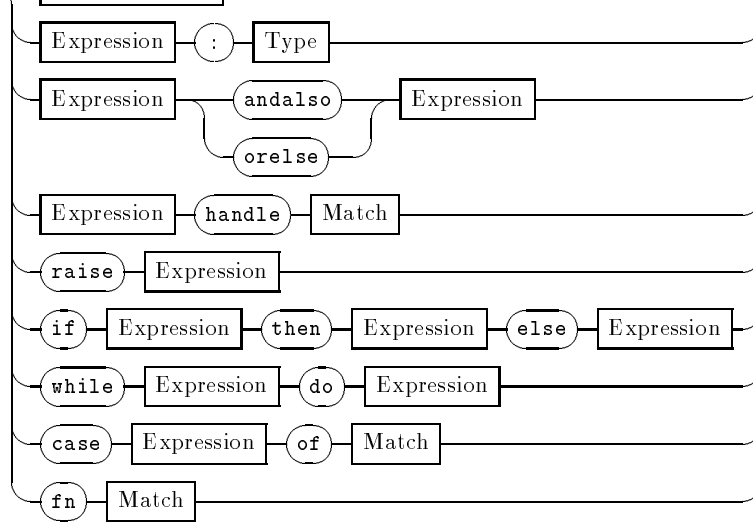 Expression : Type
Expression andalso Expression
orelse
Expression handle Match
raise Expression
if Expression then Expression else Expression
while Expression do Expression
case Expression of Match
fn Match